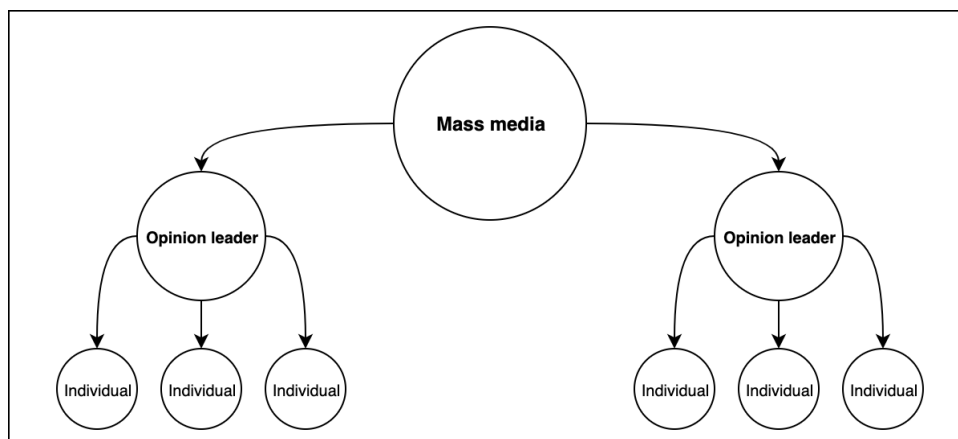 Mass media
Opinion leader
Opinion leader
Individual
Individual
Individual
Individual
Individual
Individual